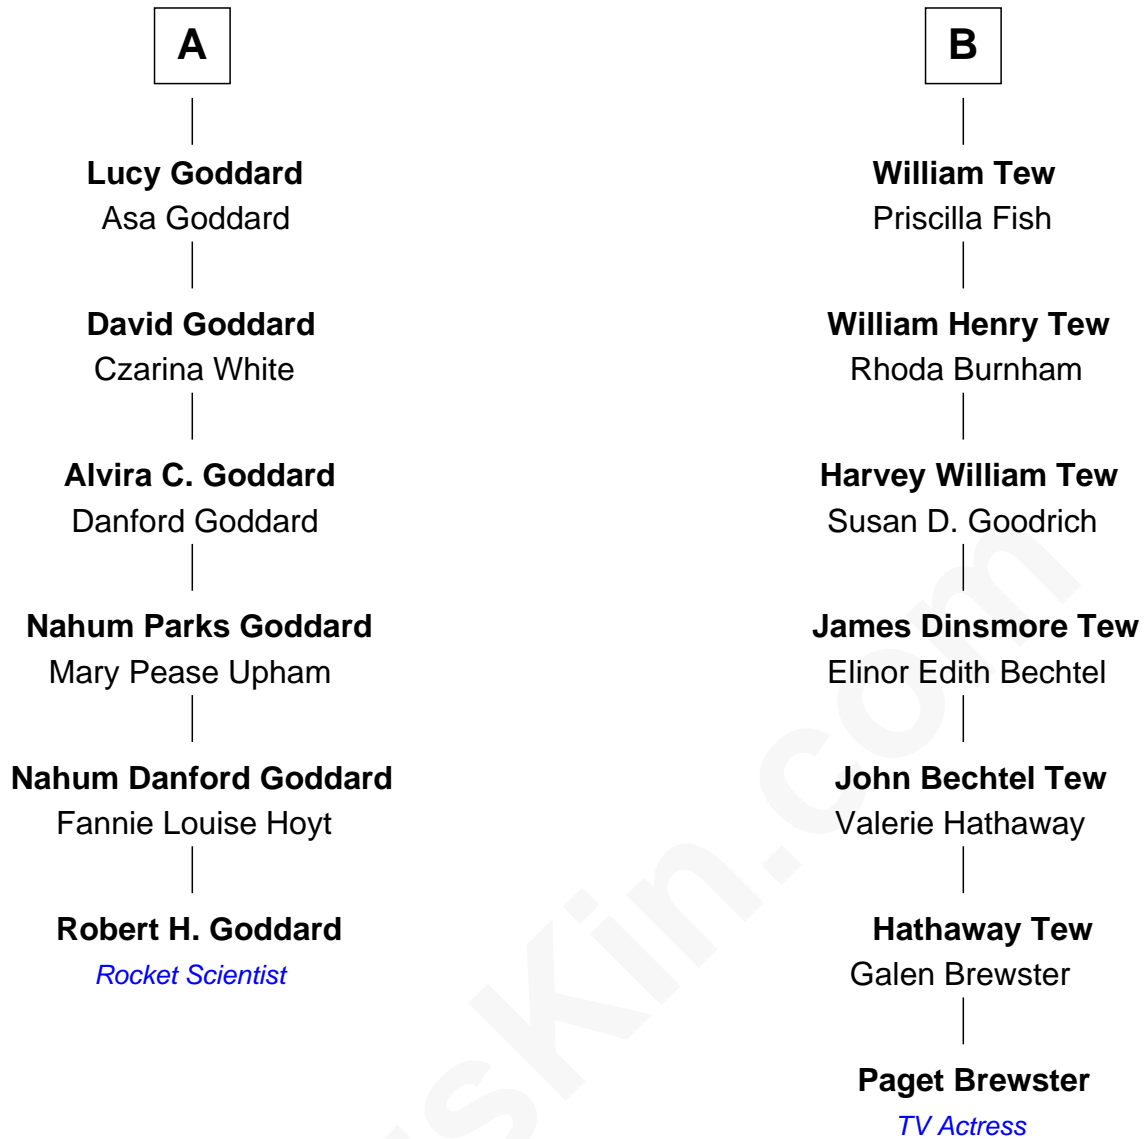 A
Lucy Goddard
Asa Goddard
David Goddard
Czarina White
Alvira C. Goddard
Danford Goddard
Nahum Parks Goddard
Mary Pease Upham
Nahum Danford Goddard
Fannie Louise Hoyt
Robert H. Goddard
Rocket Scientist
B
William Tew
Priscilla Fish
William Henry Tew
Rhoda Burnham
Harvey William Tew
Susan D. Goodrich
James Dinsmore Tew
Elinor Edith Bechtel
John Bechtel Tew
Valerie Hathaway
Hathaway Tew
Galen Brewster
Paget Brewster
TV Actress